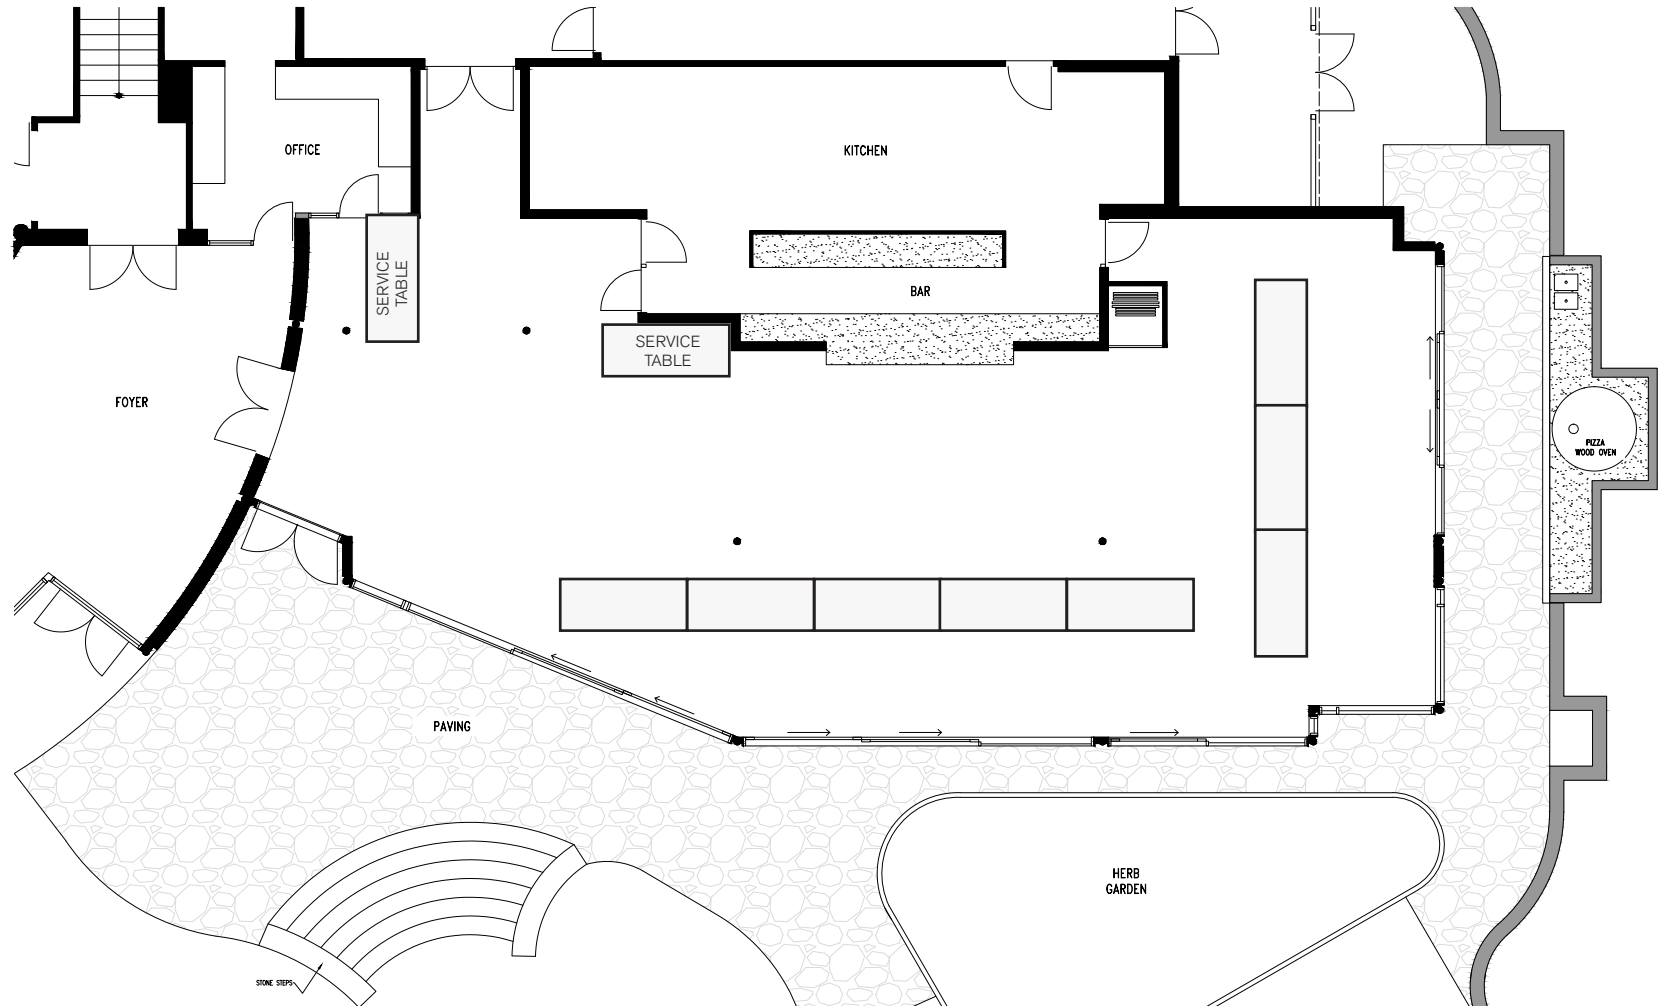 OFFICE
KITCHEN
SERVICE
TABLE
BAR
SERVICE
TABLE
FOYER
PIZZA
WOOD OVEN
PAVING
HERB
GARDEN
STONE STEPS